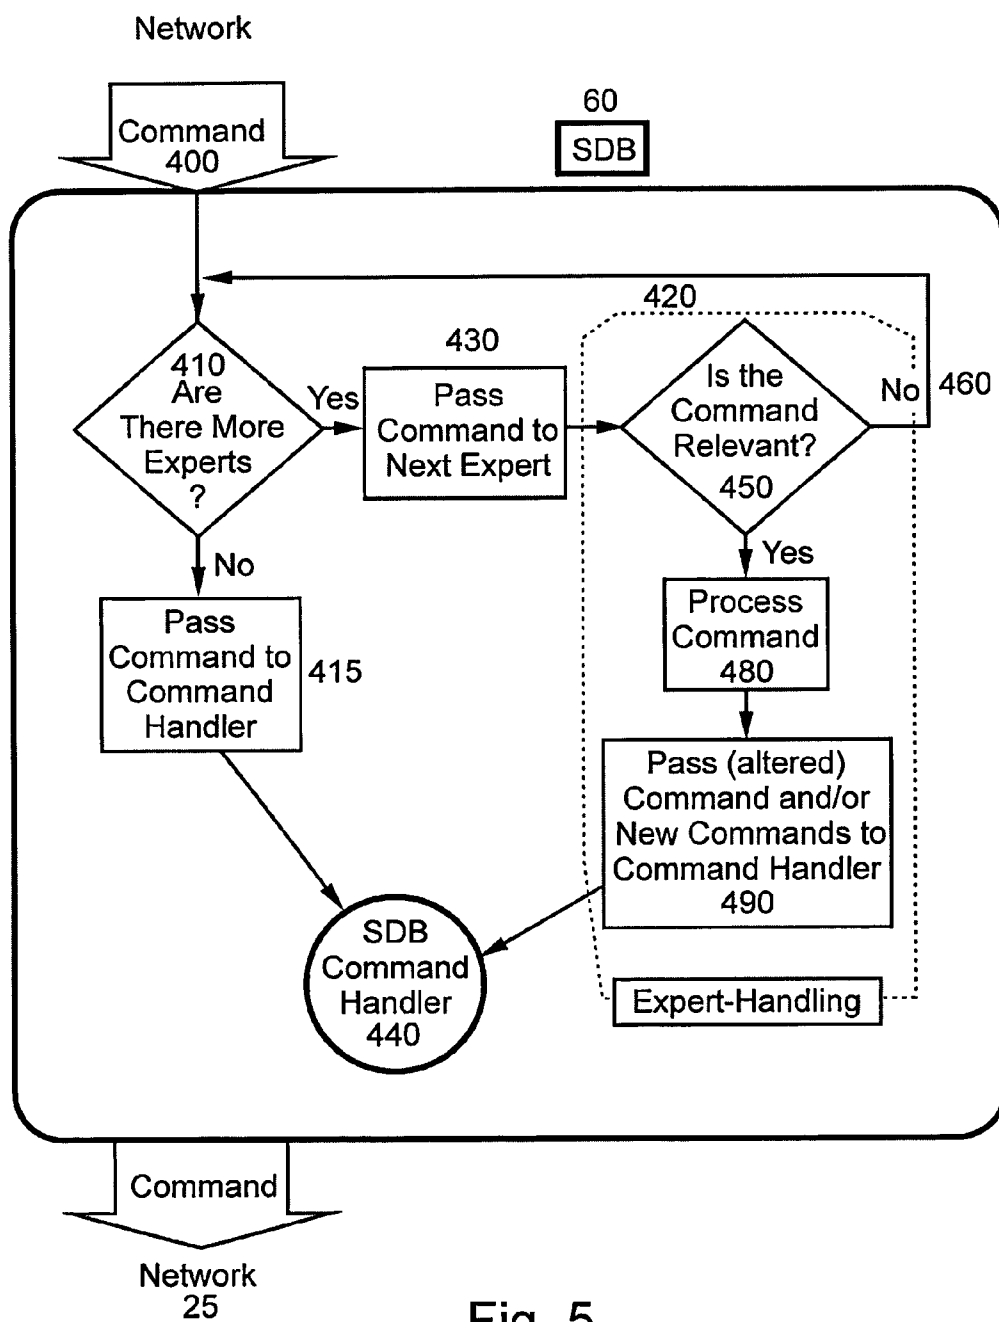 Network
Command
400
60
SDB
410
Are
There More
Experts
?
Yes
No
430
Pass
Command to
Next Expert
420
Is the
Command
Relevant?
450
No
460
Yes
Process
Command
480
Pass (altered)
Command and/or
New Commands to
Command Handler
490
Expert-Handling
Pass
Command to
Command
Handler
415
SDB
Command
Handler
440
Command
Network
25
Fig. 5